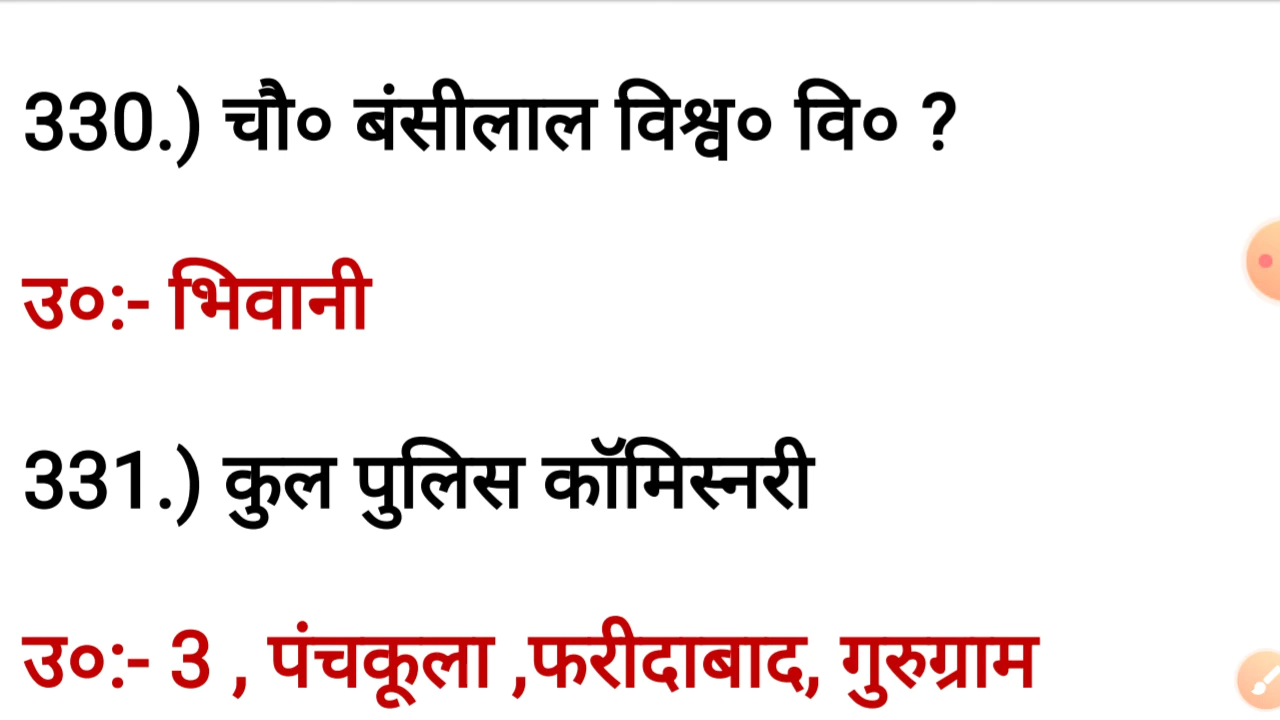 330.) चौ० बंसीलाल विश्व० वि० ?
उ०:- भिवानी
331.) कुल पुलिस कॉमिस्नरी
उ०:- 3 , पंचकूला ,फरीदाबाद, गुरुग्राम